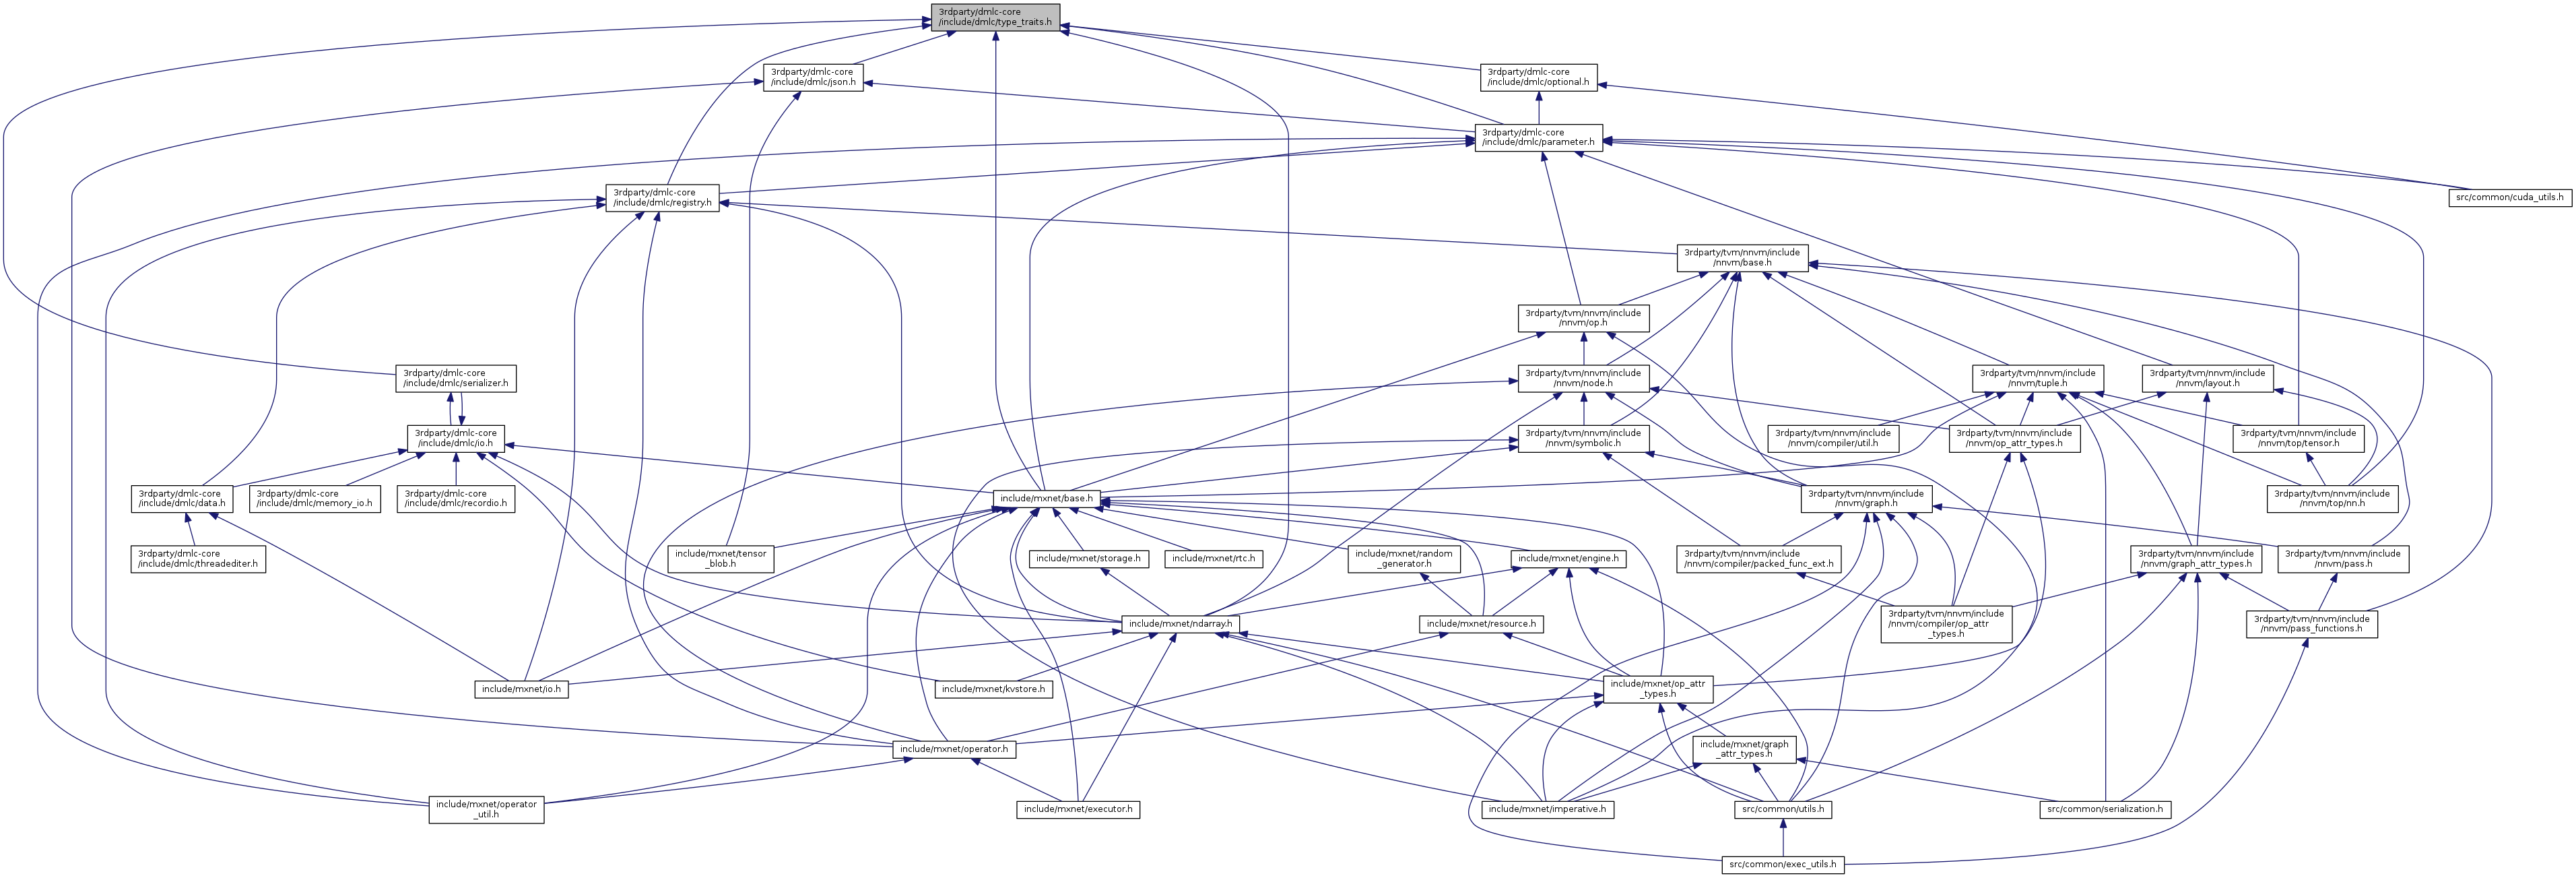 3rdparty/dmlc-core
/include/dmlc/type_traits.h
3rdparty/dmlc-core
/include/dmlc/json.h
3rdparty/dmlc-core
/include/dmlc/optional.h
3rdparty/dmlc-core
/include/dmlc/parameter.h
3rdparty/dmlc-core
/include/dmlc/registry.h
src/common/cuda_utils.h
3rdparty/tvm/nnvm/include
/nnvm/base.h
3rdparty/tvm/nnvm/include
/nnvm/op.h
3rdparty/dmlc-core
/include/dmlc/serializer.h
3rdparty/tvm/nnvm/include
/nnvm/node.h
3rdparty/tvm/nnvm/include
/nnvm/tuple.h
3rdparty/tvm/nnvm/include
/nnvm/layout.h
3rdparty/dmlc-core
/include/dmlc/io.h
3rdparty/tvm/nnvm/include
/nnvm/symbolic.h
3rdparty/tvm/nnvm/include
/nnvm/compiler/util.h
3rdparty/tvm/nnvm/include
/nnvm/op_attr_types.h
3rdparty/tvm/nnvm/include
/nnvm/top/tensor.h
3rdparty/dmlc-core
/include/dmlc/data.h
3rdparty/dmlc-core
/include/dmlc/memory_io.h
3rdparty/dmlc-core
/include/dmlc/recordio.h
include/mxnet/base.h
3rdparty/tvm/nnvm/include
/nnvm/graph.h
3rdparty/tvm/nnvm/include
/nnvm/top/nn.h
3rdparty/dmlc-core
/include/dmlc/threadediter.h
include/mxnet/tensor
_blob.h
include/mxnet/storage.h
include/mxnet/rtc.h
include/mxnet/random
_generator.h
include/mxnet/engine.h
3rdparty/tvm/nnvm/include
/nnvm/compiler/packed_func_ext.h
3rdparty/tvm/nnvm/include
/nnvm/graph_attr_types.h
3rdparty/tvm/nnvm/include
/nnvm/pass.h
include/mxnet/ndarray.h
include/mxnet/resource.h
3rdparty/tvm/nnvm/include
/nnvm/compiler/op_attr
_types.h
3rdparty/tvm/nnvm/include
/nnvm/pass_functions.h
include/mxnet/io.h
include/mxnet/kvstore.h
include/mxnet/op_attr
_types.h
include/mxnet/operator.h
include/mxnet/graph
_attr_types.h
include/mxnet/operator
_util.h
include/mxnet/executor.h
include/mxnet/imperative.h
src/common/utils.h
src/common/serialization.h
src/common/exec_utils.h